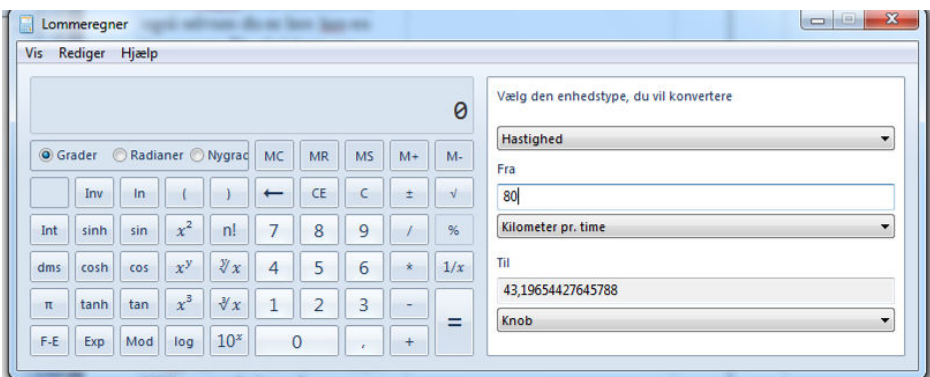 Lommeregner
Vis Rediger Hjælp
0
Grader Radianer Nygrad MC MR MS M+ M-
Inv ln ( ) ← CE C ± √
Int sinh sin x² n! 7 8 9 / %
dms cosh cos xʸ ʸ√x 4 5 6 * 1/x
π tanh tan x³ ³√x 1 2 3 - =
F-E Exp Mod log 10ˣ 0 , +
Vælg den enhedstype, du vil konvertere
Hastighed
Fra
80
Kilometer pr. time
Til
43,19654427645788
Knob